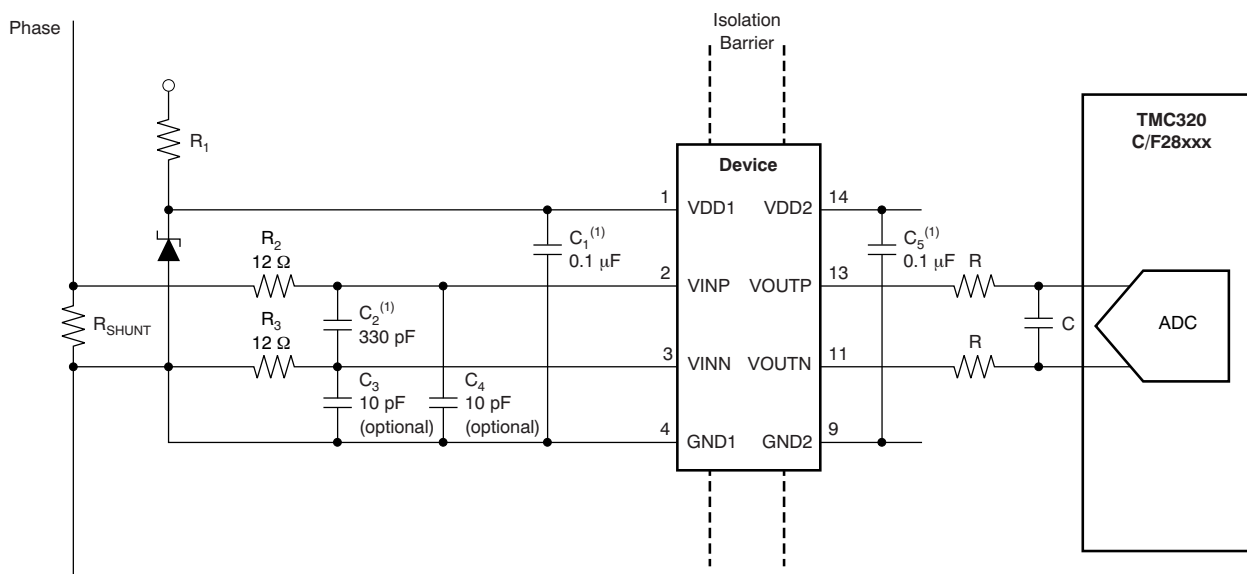 Phase
Isolation
Barrier
R1
TMC320
C/F28xxx
Device
1
VDD1
VDD2
14
R2
12 Ω
C1(1)
0.1 µF
C5(1)
0.1 µF
2
VINP
VOUTP
13
R
RSHUNT
C2(1)
330 pF
R3
12 Ω
C
ADC
3
VINN
VOUTN
11
R
C3
10 pF
(optional)
C4
10 pF
(optional)
4
GND1
GND2
9